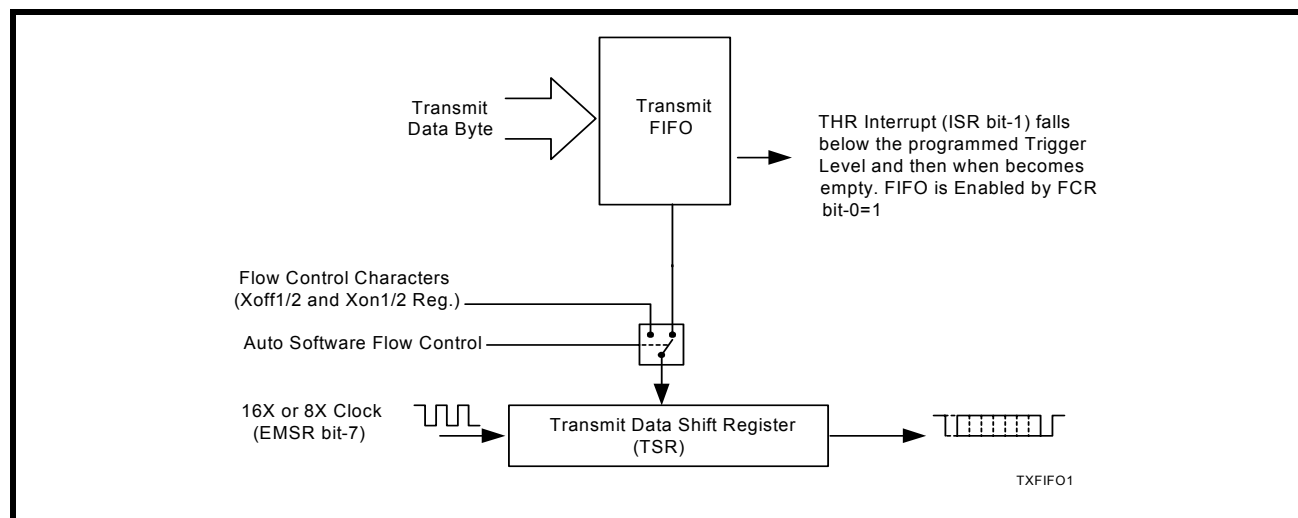 Transmit
Data Byte
Transmit
FIFO
THR Interrupt (ISR bit-1) falls
below the programmed Trigger
Level and then when becomes
empty. FIFO is Enabled by FCR
bit-0=1
Flow Control Characters
(Xoff1/2 and Xon1/2 Reg.)
Auto Software Flow Control
16X or 8X Clock
(EMSR bit-7)
Transmit Data Shift Register
(TSR)
TXFIFO1